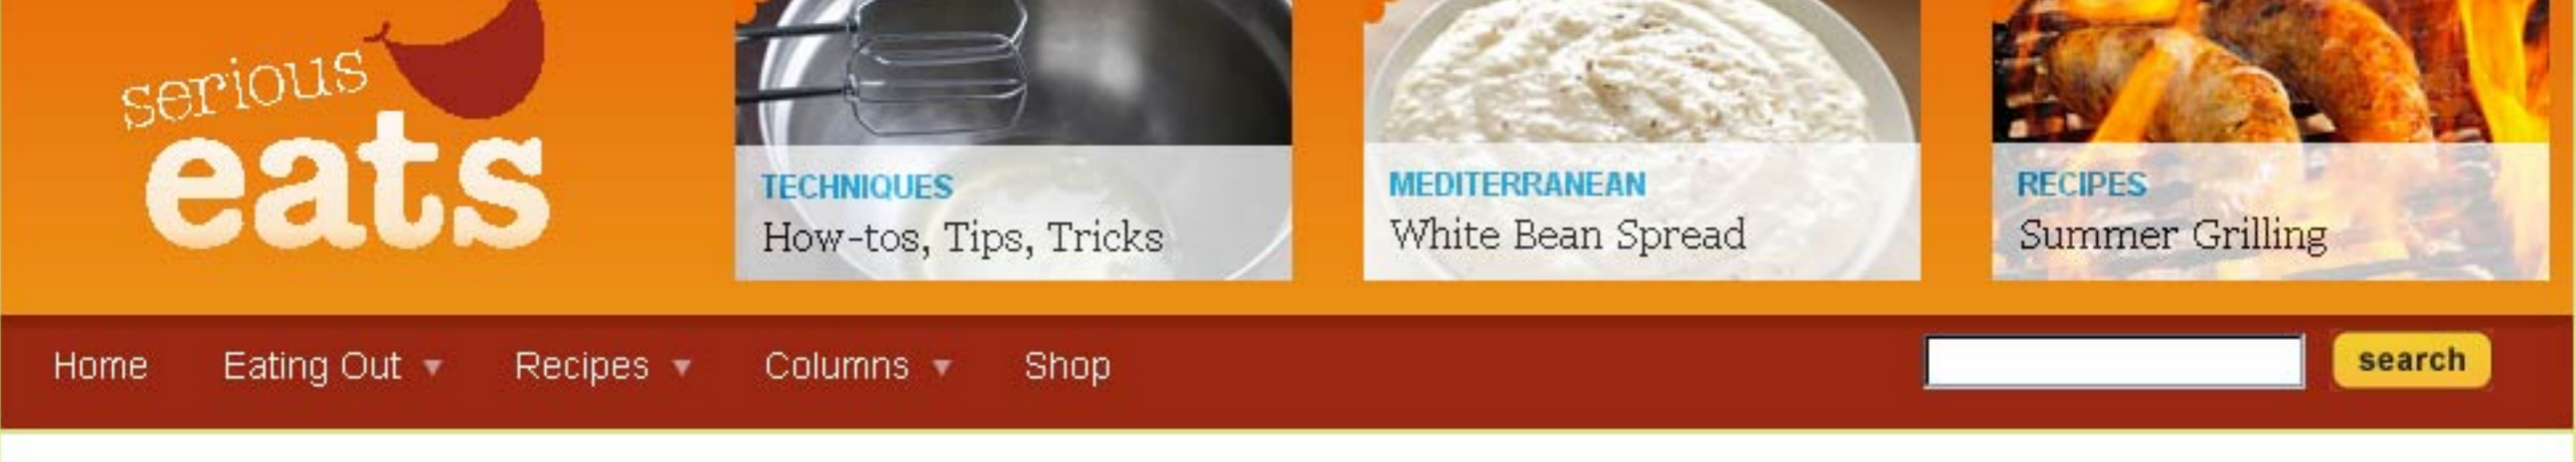 serious
eats
TECHNIQUES
How-tos, Tips, Tricks
MEDITERRANEAN
White Bean Spread
RECIPES
Summer Grilling
Home Eating Out Recipes Columns Shop search